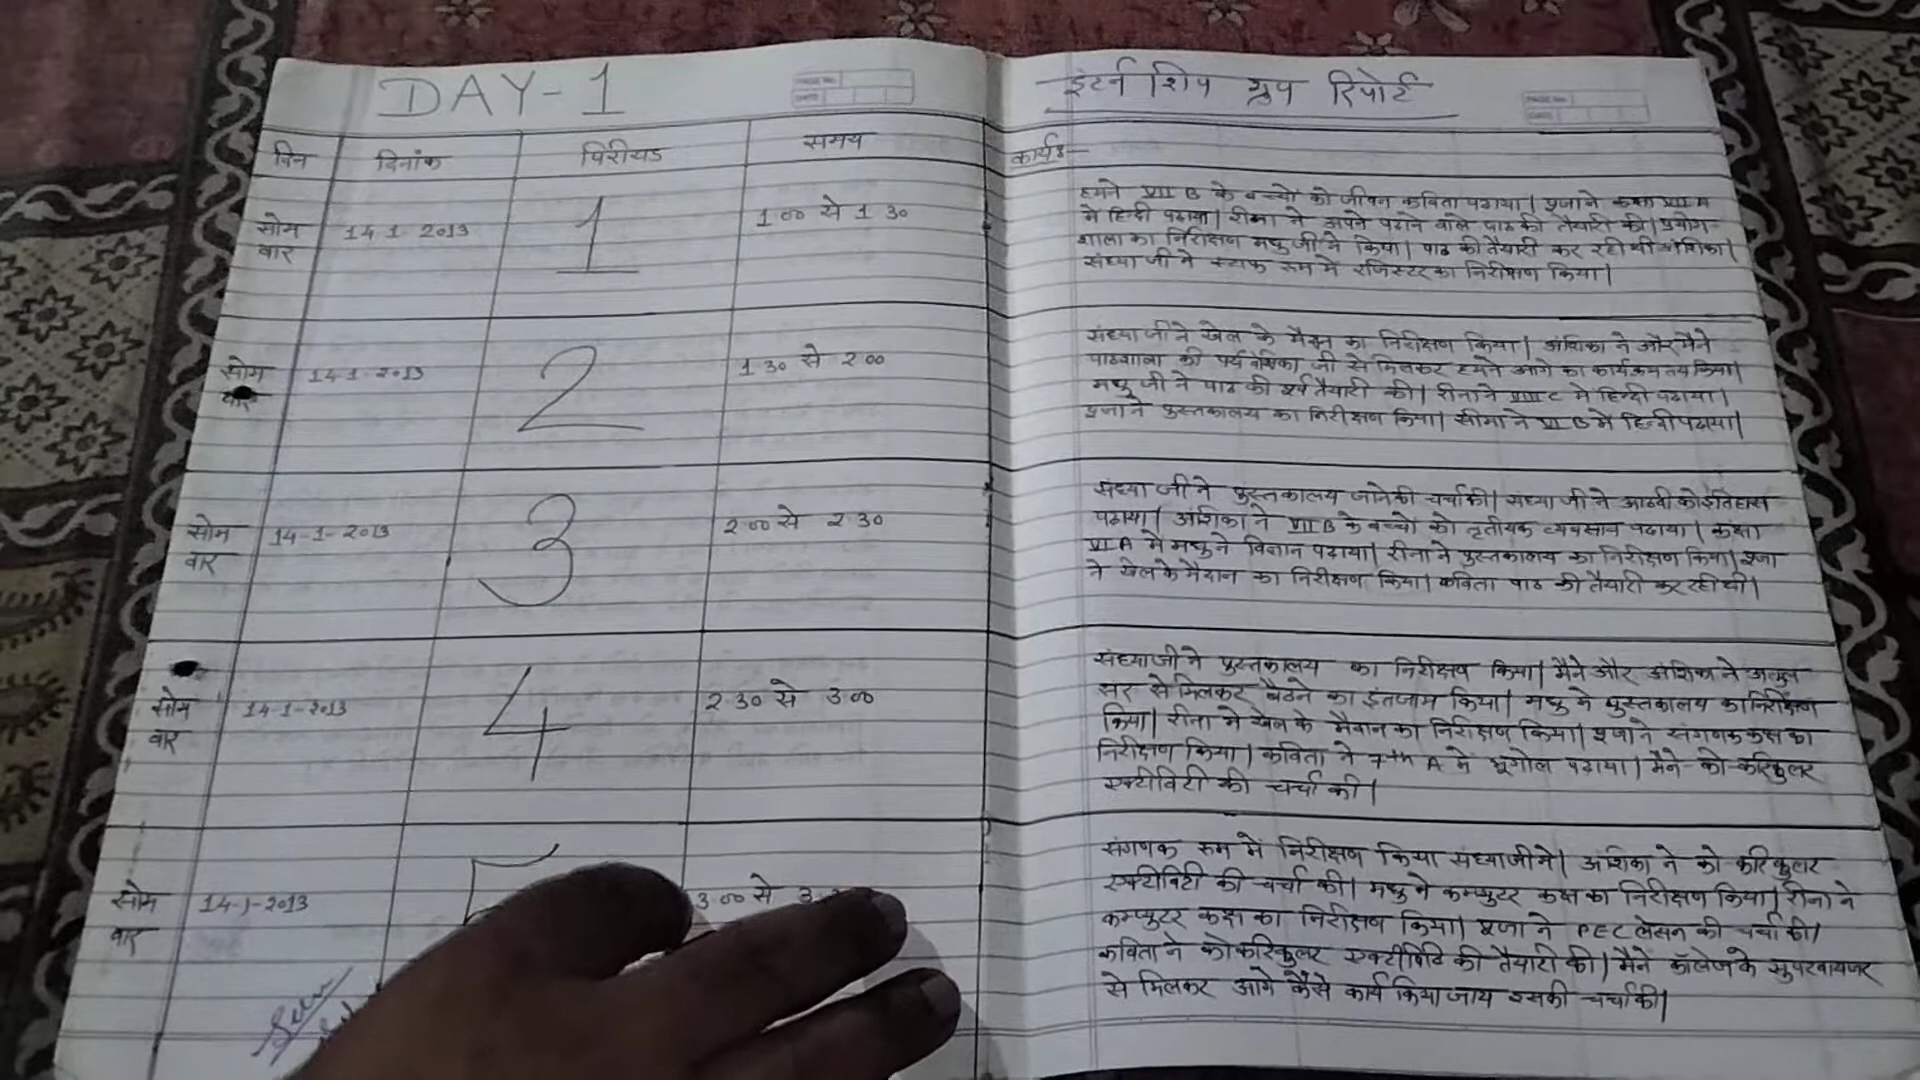 DAY-1
इंटर्न शिप ग्रुप रिपोर्ट
दिन दिनांक पिरीयड समय
कार्य:-
सोम वार 14 1 2013 1 1.00 से 1 30
हमने VII B के बच्चो को जीवन कविता पढाया। पूजा ने कक्षा VIII A
मे हिन्दी पढाया। रीना ने अपने पढाने वाले पाठ की तैयारी की। प्रयोग-
शाला का निरिक्षण मधु जी ने किया। पाठ की तैयारी कर रही थी अंशिका।
संध्या जी ने स्टाफ रुम मे रजिस्टर का निरीक्षण किया।
सोम वार 14-1-2013 2 1.30 से 2 00
संध्या जी ने खेल के मैदान का निरिक्षण किया। अंशिका ने और मैने
पाठशाला की जी से मिलकर हमने आगे का कार्यक्रम तय किया।
मधु जी ने पाठ की पूर्व तैयारी की। रीना ने VIII C मे हिन्दी पढाया।
पूजा ने पुस्तकालय का निरीक्षण किया। सीमा ने VI B में हिन्दी पढाया।
सोम वार 14-1-2013 3 2.00 से 2.30
संध्या जी ने पुस्तकालय जाने की चर्चा की। संध्या जी ने आठवी को इतिहास
पढाया। अंशिका ने VII B के बच्चो को तृतीयक व्यवसाय पढाया। कक्षा
VI A मे मधु ने विज्ञान पढाया। रीना ने पुस्तकालय का निरीक्षण किया। पूजा
ने खेल के मैदान का निरीक्षण किया। कविता पाठ की तैयारी कर रही थी।
सोम वार 14-1-2013 4 2.30 से 3.00
संध्या जी ने पुस्तकालय का निरीक्षण किया। मैने और अंशिका ने
सर से मिलकर बैठने का इंतजाम किया। मधु ने पुस्तकालय का निरिक्षण
किया। रीना ने खेल के मैदान का निरीक्षण किया। पूजा ने संगणक कक्ष का
निरीक्षण किया। कविता ने 7th A मे भूगोल पढाया। मैने को-करिकुलर
एक्टीविटी की चर्चा की।
सोम वार 14-1-2013 3.00 से
संगणक रुम में निरीक्षण किया संध्या जी ने। अंशिका ने को करिकुलर
एक्टीविटी की चर्चा की। मधु ने कम्प्युटर कक्ष का निरीक्षण किया। रीना ने
कम्प्युटर कक्ष का निरीक्षण किया। पूजा ने PEC लेसन की चर्चा की।
कविता ने को करिकुलर एक्टीविटि की तैयारी की। मैने कॉलेज के सुपरवायजर
से मिलकर आगे कैसे कार्य किया जाय इसकी चर्चा की।